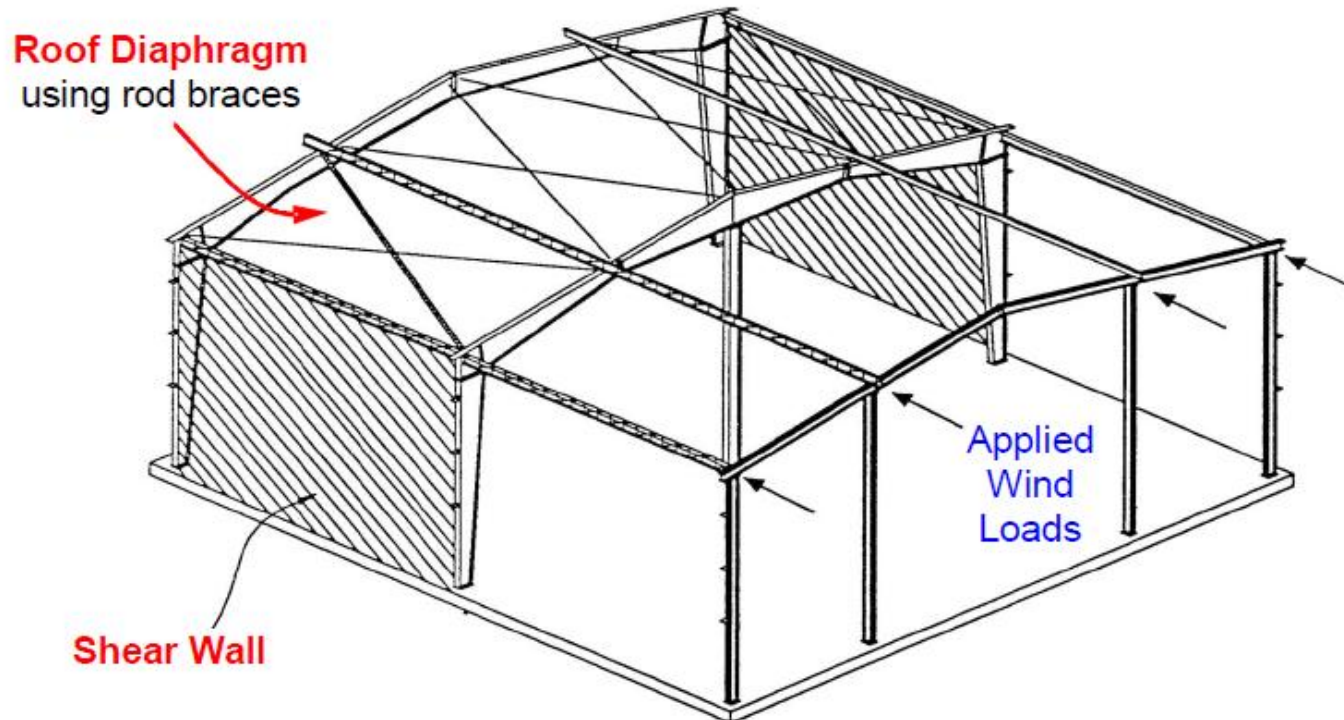 Roof Diaphragm
using rod braces
Applied
Wind
Loads
Shear Wall